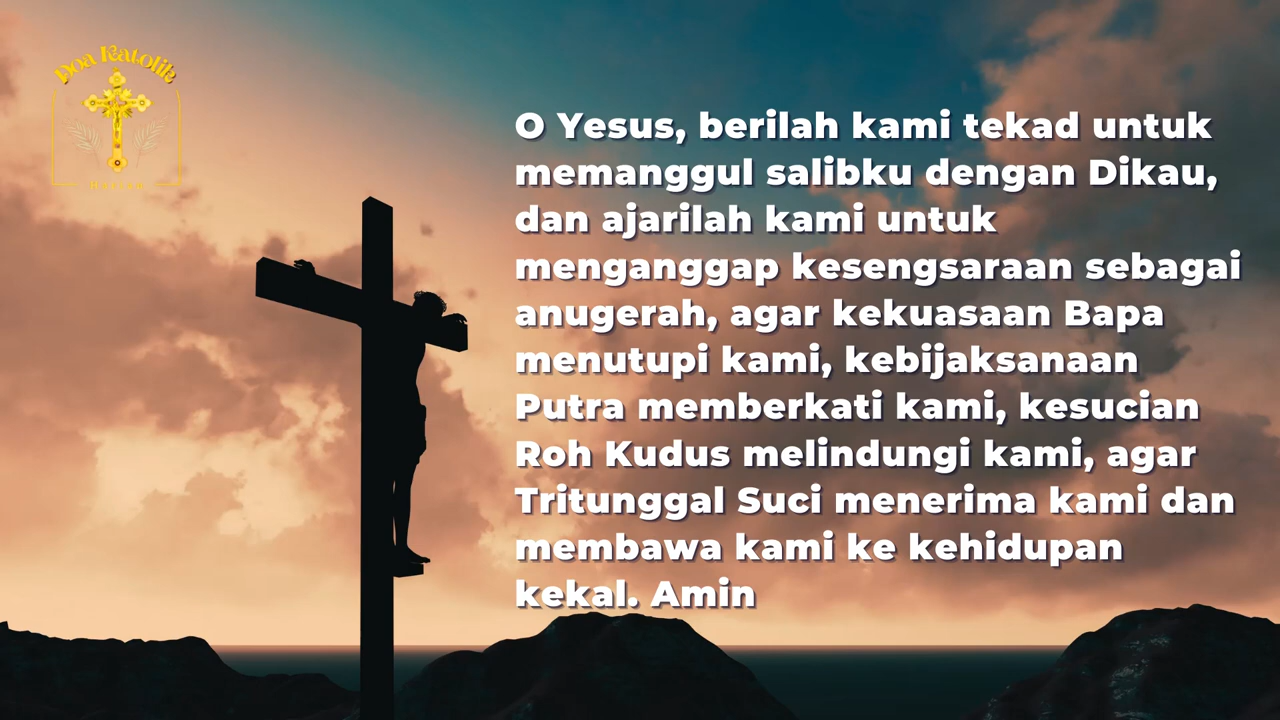 Doa Katolik
Harian
O Yesus, berilah kami tekad untuk
memanggul salibku dengan Dikau,
dan ajarilah kami untuk
menganggap kesengsaraan sebagai
anugerah, agar kekuasaan Bapa
menutupi kami, kebijaksanaan
Putra memberkati kami, kesucian
Roh Kudus melindungi kami, agar
Tritunggal Suci menerima kami dan
membawa kami ke kehidupan
kekal. Amin